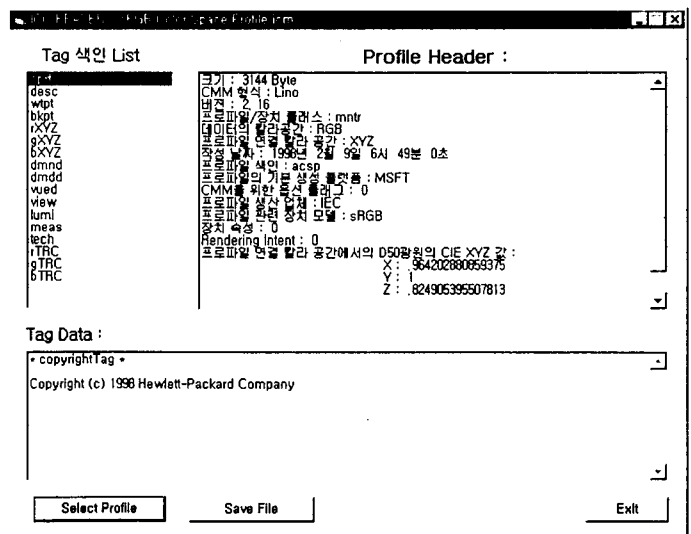 Color Space Profile.icm
Tag 색인 List
Profile Header :
desc
wtpt
bkpt
rXYZ
gXYZ
bXYZ
dmnd
dmdd
vued
view
lumi
meas
tech
rTRC
gTRC
bTRC
크기 : 3144 Byte
CMM 형식 : Lino
버전 : 2, 16
프로파일/장치 클래스 : mntr
데이터의 칼라공간 : RGB
프로파일 연결 칼라 공간 : XYZ
작성 날짜 : 1998년 2월 9일 6시 49분 0초
프로파일 색인 : acsp
프로파일의 기본 생성 플랫폼 : MSFT
CMM를 위한 옵션 플래그 : 0
프로파일 생산 업체 : IEC
프로파일 관련 장치 모델 : sRGB
장치 속성 : 0
Rendering Intent : 0
프로파일 연결 칼라 공간에서의 D50광원의 CIE XYZ 값 :
X : .964202880859375
Y : 1
Z : .824905395507813
Tag Data :
* copyrightTag *
Copyright (c) 1998 Hewlett-Packard Company
Select Profile
Save File
Exit